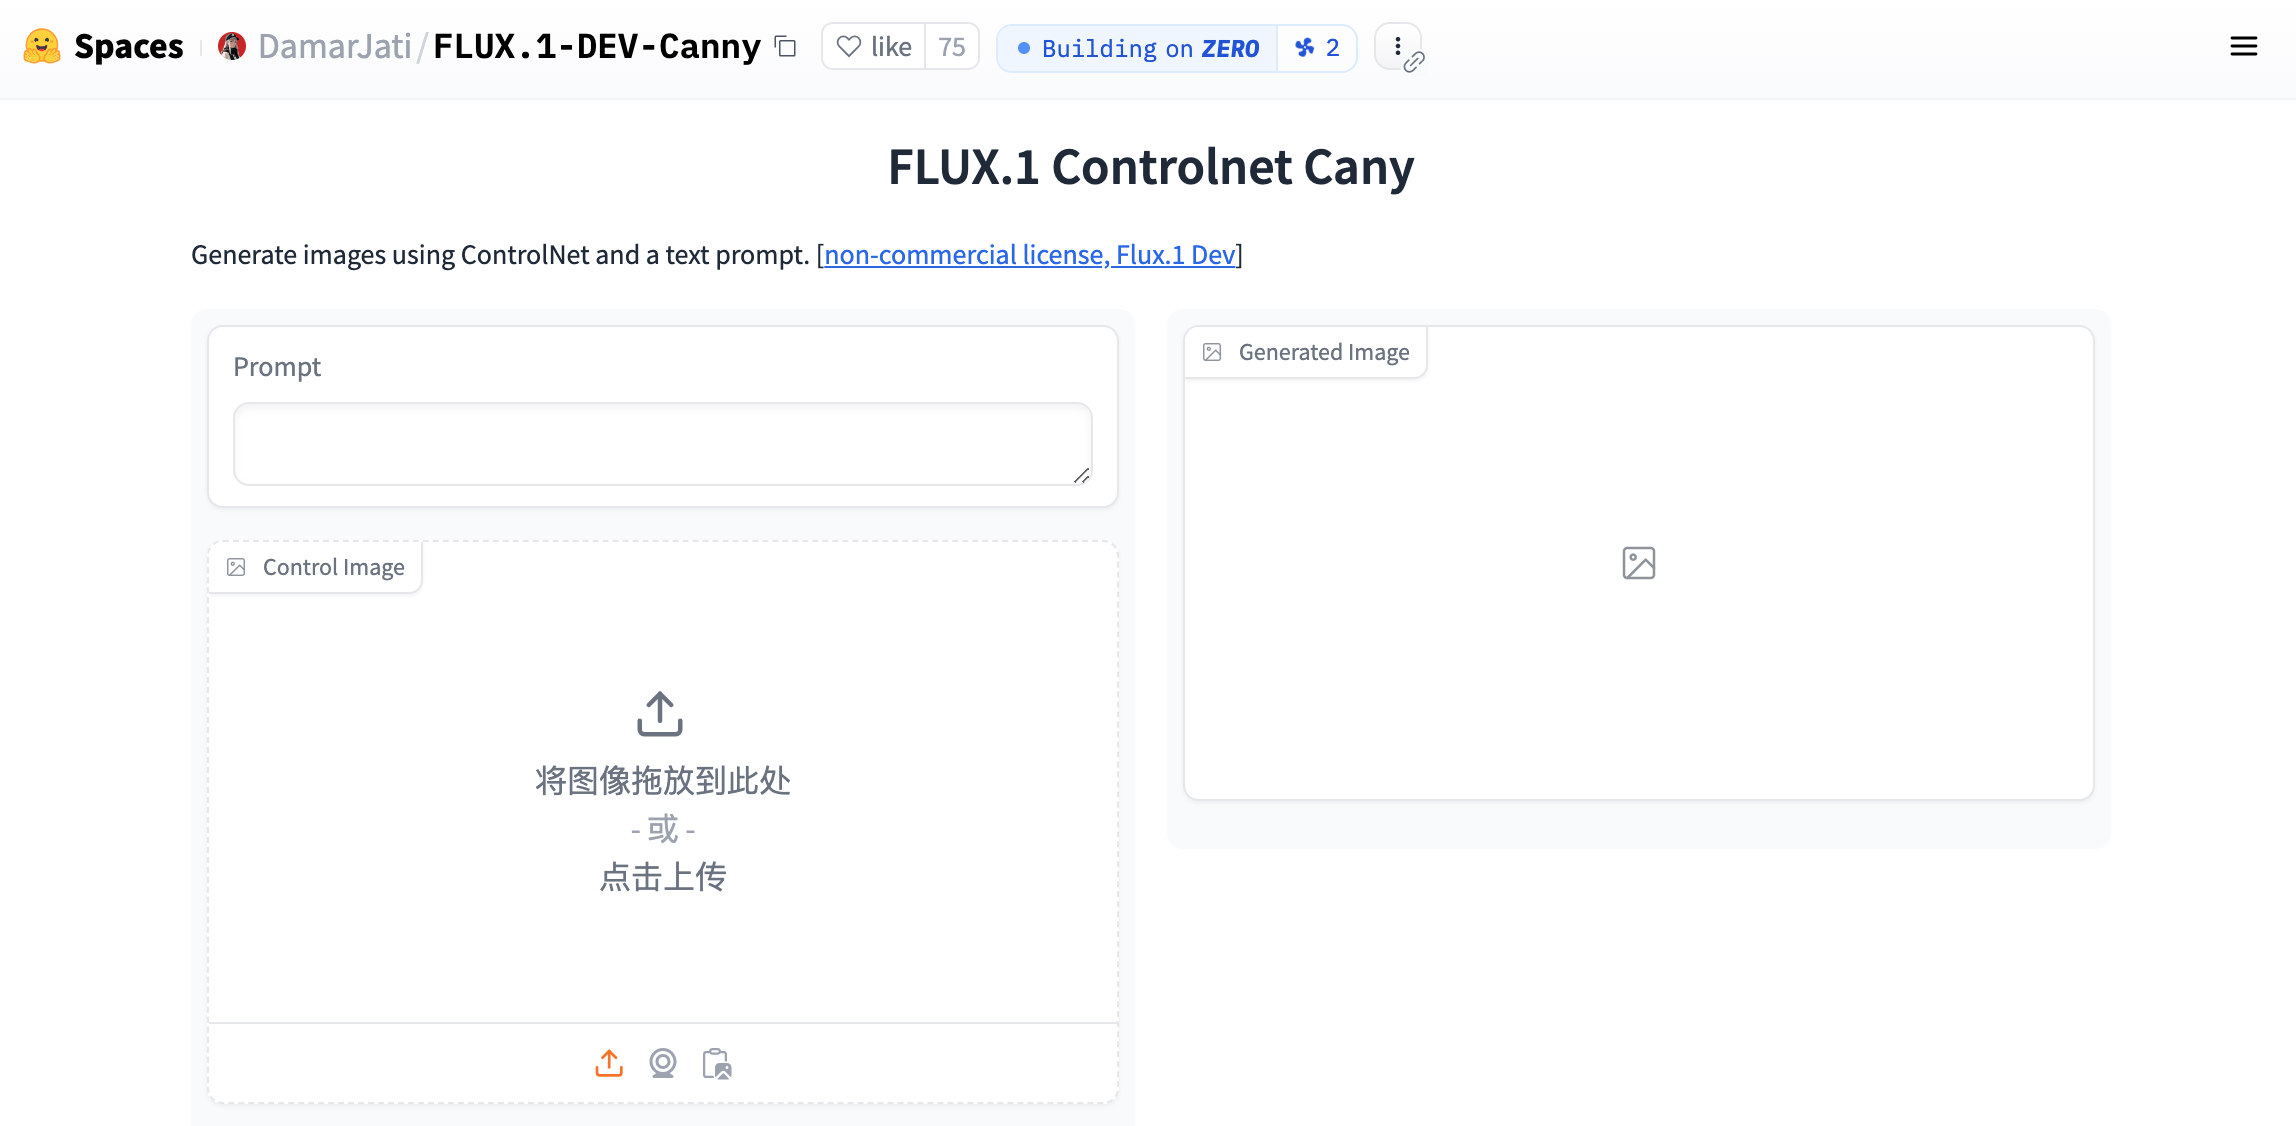 Spaces DamarJati/FLUX.1-DEV-Canny like 75 Building on ZERO 2
FLUX.1 Controlnet Cany
Generate images using ControlNet and a text prompt. [non-commercial license, Flux.1 Dev]
Prompt
Generated Image
Control Image
将图像拖放到此处
- 或 -
点击上传